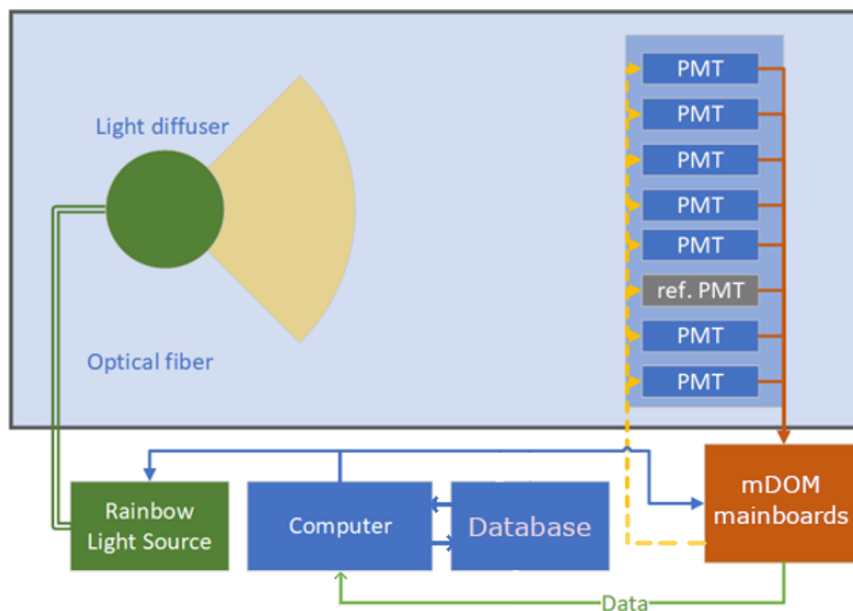 PMT
PMT
Light diffuser
PMT
PMT
PMT
ref. PMT
PMT
Optical fiber
PMT
Rainbow
Light Source
Computer
Database
mDOM
mainboards
Data